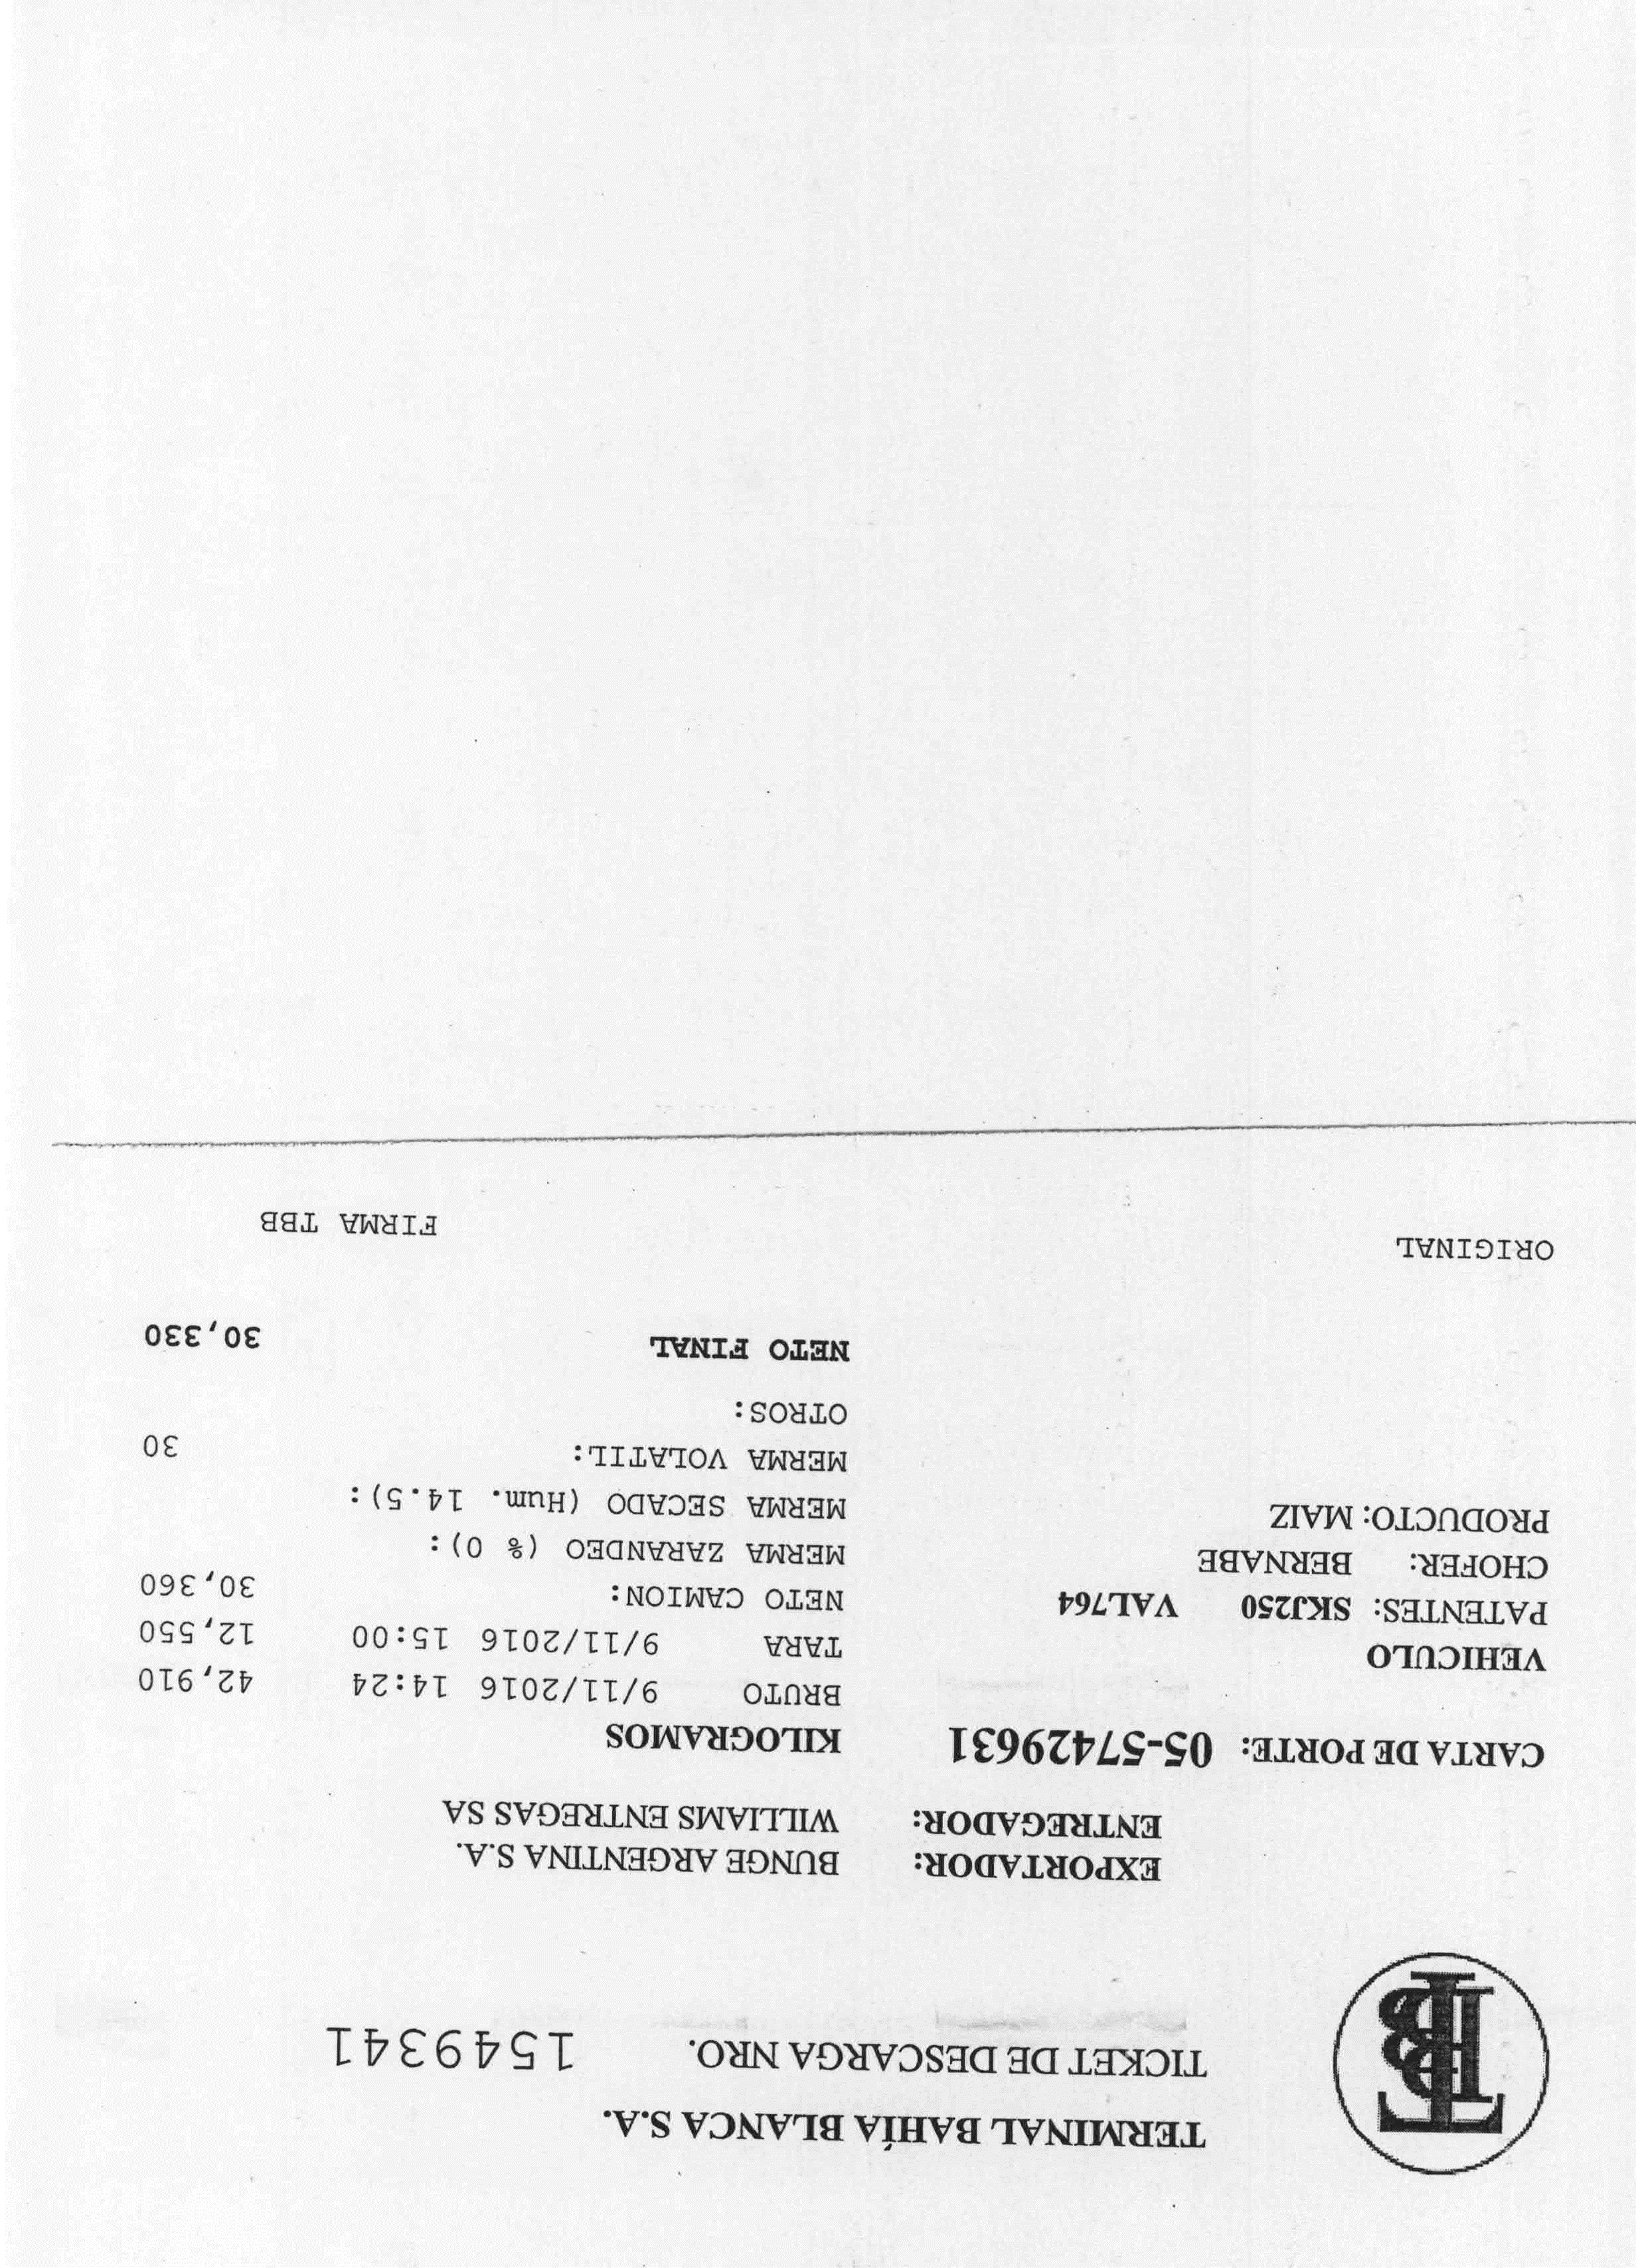 TBB
TERMINAL BAHÍA BLANCA S.A.
TICKET DE DESCARGA NRO. 1549341
EXPORTADOR: BUNGE ARGENTINA S.A.
ENTREGADOR: WILLIAMS ENTREGAS SA
CARTA DE PORTE: 05-57429631
KILOGRAMOS
VEHICULO
BRUTO 9/11/2016 14:24 42,910
PATENTES: SKJ250 VAL764
TARA 9/11/2016 15:00 12,550
CHOFER: BERNABE
NETO CAMION: 30,360
PRODUCTO: MAIZ
MERMA ZARANDEO (% 0):
MERMA SECADO (Hum. 14.5):
MERMA VOLATIL: 30
OTROS:
NETO FINAL 30,330
ORIGINAL
FIRMA TBB